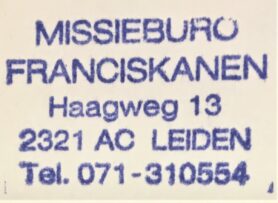 MISSIEBURO
FRANCISKANEN
Haagweg 13
2321 AC LEIDEN
Tel. 071-310554